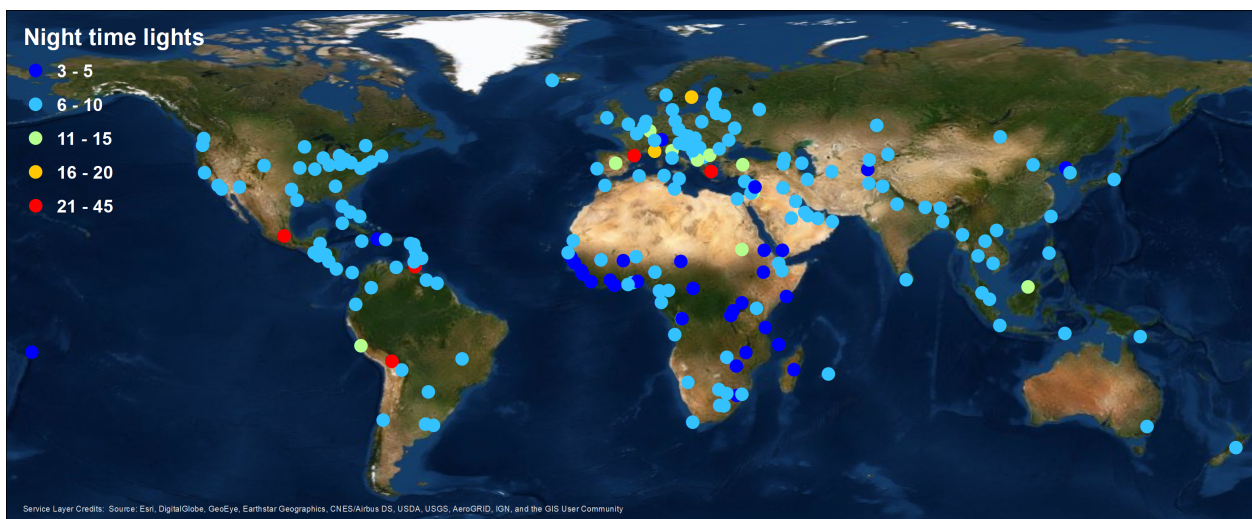 Night time lights
3 - 5
6 - 10
11 - 15
16 - 20
21 - 45
Service Layer Credits: Source: Esri, DigitalGlobe, GeoEye, Earthstar Geographics, CNES/Airbus DS, USDA, USGS, AeroGRID, IGN, and the GIS User Community